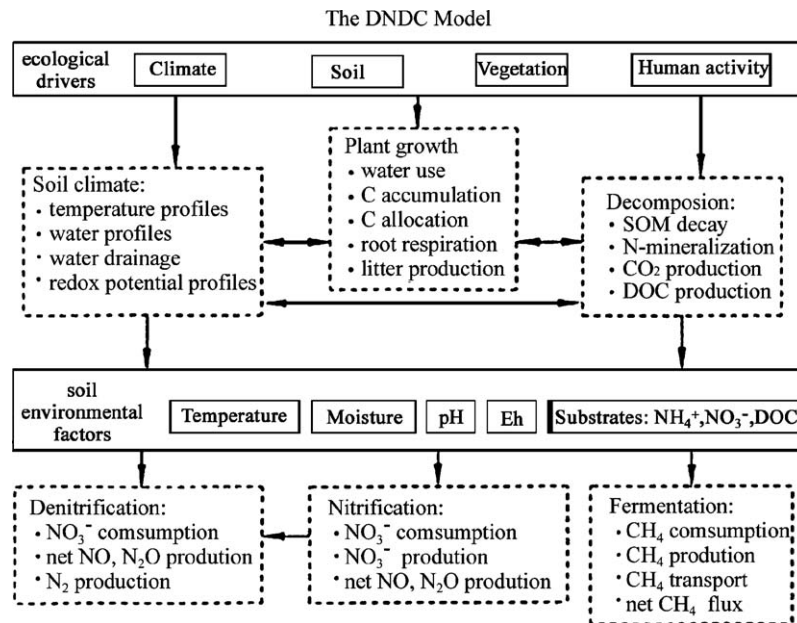 The DNDC Model
ecological
drivers
Climate
Soil
Vegetation
Human activity
Plant growth
• water use
• C accumulation
• C allocation
• root respiration
• litter production
Soil climate:
• temperature profiles
• water profiles
• water drainage
• redox potential profiles
Decomposion:
• SOM decay
• N-mineralization
• CO₂ production
• DOC production
soil
environmental
factors
Temperature
Moisture
pH
Eh
Substrates: NH₄⁺,NO₃⁻,DOC
Denitrification:
• NO₃⁻ comsumption
• net NO, N₂O prodution
• N₂ production
Nitrification:
• NO₃⁻ comsumption
• NO₃⁻ prodution
• net NO, N₂O prodution
Fermentation:
• CH₄ comsumption
• CH₄ prodution
• CH₄ transport
• net CH₄ flux